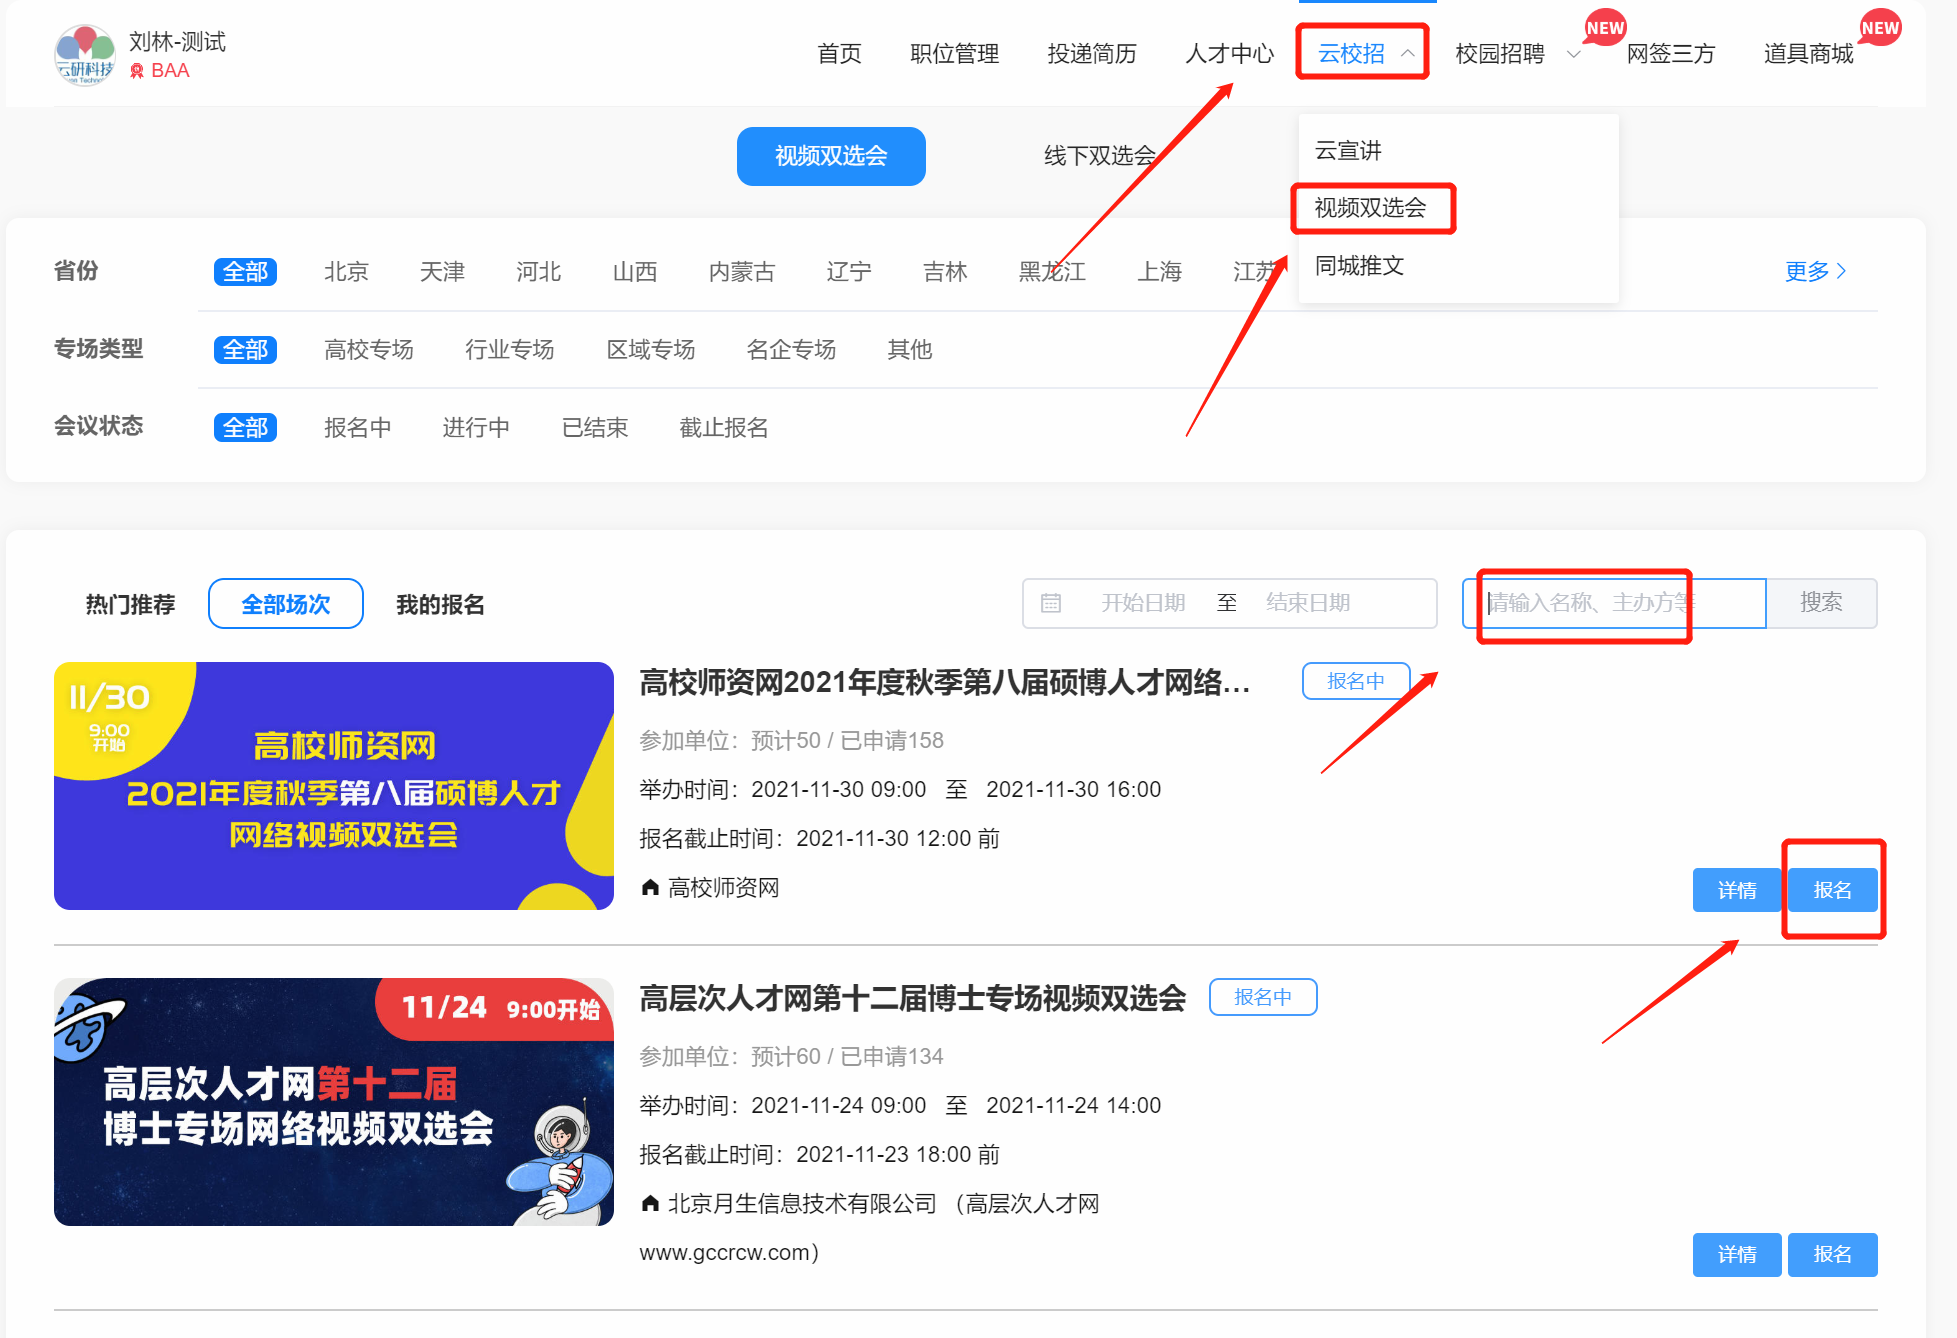 云研科技
刘林-测试
BAA
首页
职位管理
投递简历
人才中心
云校招
校园招聘
NEW
网签三方
道具商城
NEW
视频双选会
线下双选会
云宣讲
视频双选会
同城推文
省份
全部
北京
天津
河北
山西
内蒙古
辽宁
吉林
黑龙江
上海
江苏
更多
专场类型
全部
高校专场
行业专场
区域专场
名企专场
其他
会议状态
全部
报名中
进行中
已结束
截止报名
热门推荐
全部场次
我的报名
开始日期 至 结束日期
请输入名称、主办方等
搜索
11/30
9:00
开始
高校师资网
2021年度秋季第八届硕博人才
网络视频双选会
高校师资网2021年度秋季第八届硕博人才网络...
报名中
参加单位：预计50 / 已申请158
举办时间：2021-11-30 09:00 至 2021-11-30 16:00
报名截止时间：2021-11-30 12:00 前
高校师资网
详情
报名
11/24 9:00开始
高层次人才网第十二届
博士专场网络视频双选会
高层次人才网第十二届博士专场视频双选会
报名中
参加单位：预计60 / 已申请134
举办时间：2021-11-24 09:00 至 2021-11-24 14:00
报名截止时间：2021-11-23 18:00 前
北京月生信息技术有限公司 （高层次人才网
www.gccrcw.com）
详情
报名